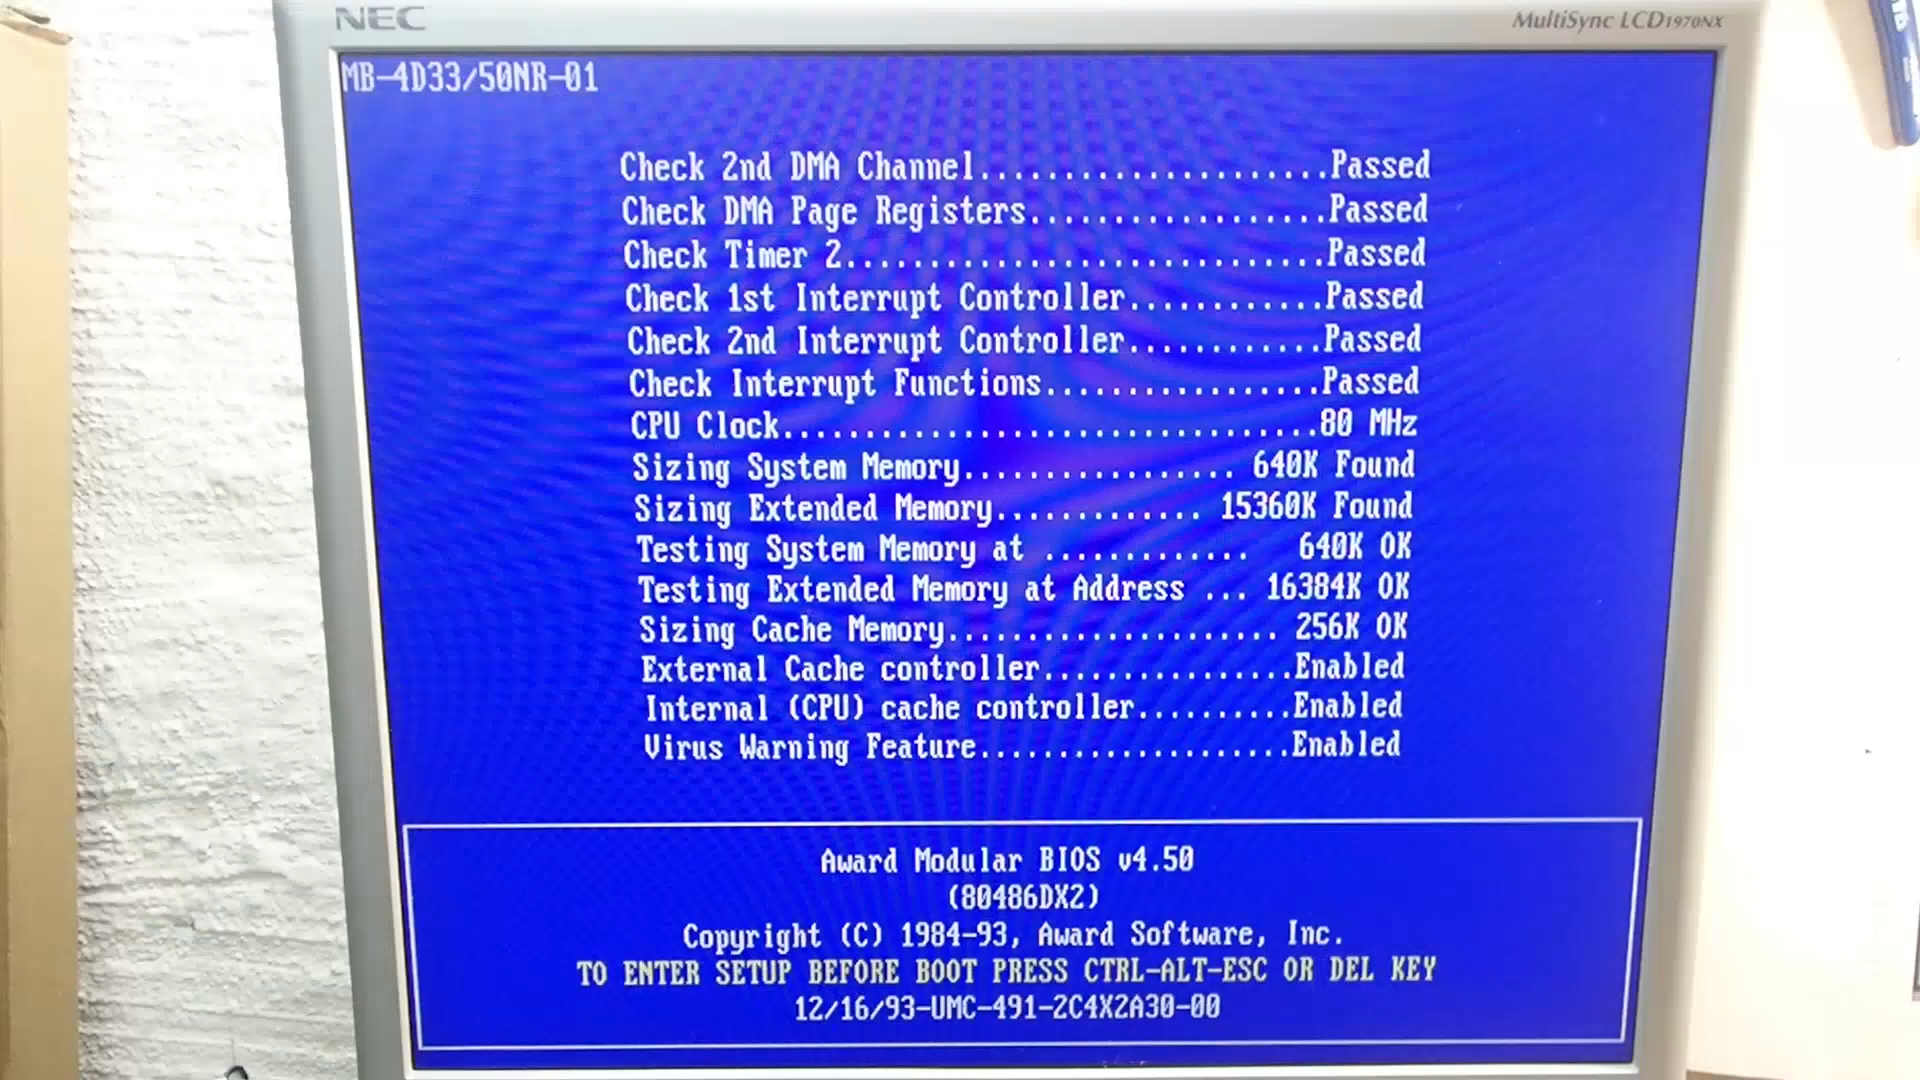 NEC MultiSync LCD1970NX
MB-4D33/50NR-01
Check 2nd DMA Channel.....................Passed
Check DMA Page Registers..................Passed
Check Timer 2.............................Passed
Check 1st Interrupt Controller............Passed
Check 2nd Interrupt Controller............Passed
Check Interrupt Functions.................Passed
CPU Clock.................................80 MHz
Sizing System Memory................. 640K Found
Sizing Extended Memory............. 15360K Found
Testing System Memory at ............. 640K OK
Testing Extended Memory at Address ... 16384K OK
Sizing Cache Memory..................... 256K OK
External Cache controller................Enabled
Internal (CPU) cache controller..........Enabled
Virus Warning Feature....................Enabled
Award Modular BIOS v4.50
(80486DX2)
Copyright (C) 1984-93, Award Software, Inc.
TO ENTER SETUP BEFORE BOOT PRESS CTRL-ALT-ESC OR DEL KEY
12/16/93-UMC-491-2C4X2A30-00